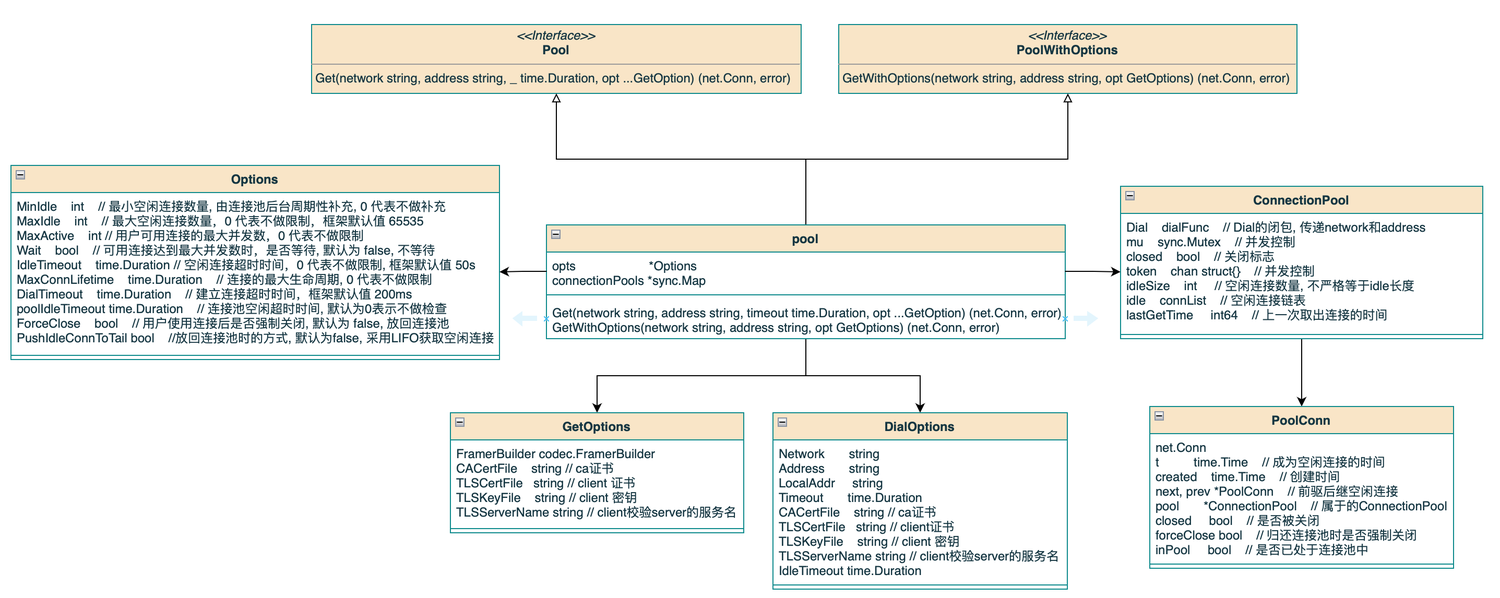 <<Interface>>
Pool
Get(network string, address string, _ time.Duration, opt ...GetOption) (net.Conn, error)
<<Interface>>
PoolWithOptions
GetWithOptions(network string, address string, opt GetOptions) (net.Conn, error)
Options
MinIdle int // 最小空闲连接数量, 由连接池后台周期性补充, 0 代表不做补充
MaxIdle int // 最大空闲连接数量，0 代表不做限制，框架默认值 65535
MaxActive int // 用户可用连接的最大并发数，0 代表不做限制
Wait bool // 可用连接达到最大并发数时，是否等待, 默认为 false, 不等待
IdleTimeout time.Duration // 空闲连接超时时间，0 代表不做限制, 框架默认值 50s
MaxConnLifetime time.Duration // 连接的最大生命周期, 0 代表不做限制
DialTimeout time.Duration // 建立连接超时时间，框架默认值 200ms
poolIdleTimeout time.Duration // 连接池空闲超时时间, 默认为0表示不做检查
ForceClose bool // 用户使用连接后是否强制关闭, 默认为 false, 放回连接池
PushIdleConnToTail bool //放回连接池时的方式, 默认为false, 采用LIFO获取空闲连接
pool
opts *Options
connectionPools *sync.Map
Get(network string, address string, timeout time.Duration, opt ...GetOption) (net.Conn, error)
GetWithOptions(network string, address string, opt GetOptions) (net.Conn, error)
ConnectionPool
Dial dialFunc // Dial的闭包, 传递network和address
mu sync.Mutex // 并发控制
closed bool // 关闭标志
token chan struct{} // 并发控制
idleSize int // 空闲连接数量, 不严格等于idle长度
idle connList // 空闲连接链表
lastGetTime int64 // 上一次取出连接的时间
GetOptions
FramerBuilder codec.FramerBuilder
CACertFile string // ca证书
TLSCertFile string // client 证书
TLSKeyFile string // client 密钥
TLSServerName string // client校验server的服务名
DialOptions
Network string
Address string
LocalAddr string
Timeout time.Duration
CACertFile string // ca证书
TLSCertFile string // client证书
TLSKeyFile string // client 密钥
TLSServerName string // client校验server的服务名
IdleTimeout time.Duration
PoolConn
net.Conn
t time.Time // 成为空闲连接的时间
created time.Time // 创建时间
next, prev *PoolConn // 前驱后继空闲连接
pool *ConnectionPool // 属于的ConnectionPool
closed bool // 是否被关闭
forceClose bool // 归还连接池时是否强制关闭
inPool bool // 是否已处于连接池中